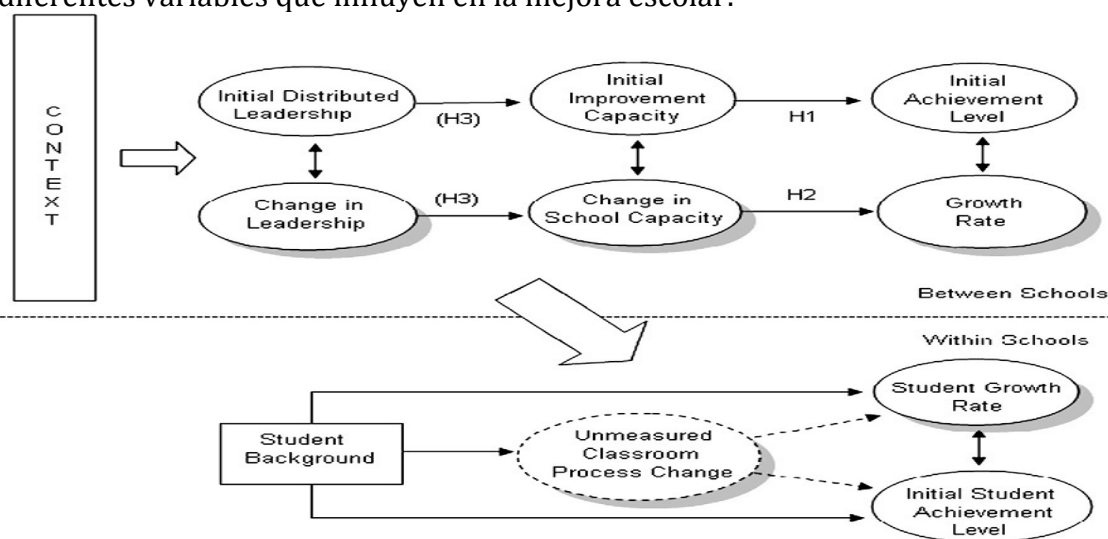 diferentes variables que influyen en la mejora escolar:
CONTEXT
Initial Distributed
Leadership
(H3)
Initial
Improvement
Capacity
H1
Initial
Achievement
Level
Change in
Leadership
(H3)
Change in
School Capacity
H2
Growth
Rate
Between Schools
Within Schools
Student Growth
Rate
Student
Background
Unmeasured
Classroom
Process Change
Initial Student
Achievement
Level